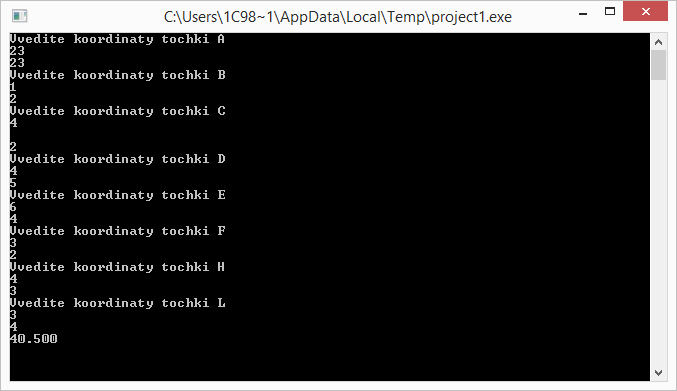 C:\Users\1C98~1\AppData\Local\Temp\project1.exe
Vvedite koordinaty tochki A
23
23
Vvedite koordinaty tochki B
1
2
Vvedite koordinaty tochki C
4
2
Vvedite koordinaty tochki D
4
5
Vvedite koordinaty tochki E
6
4
Vvedite koordinaty tochki F
3
2
Vvedite koordinaty tochki H
4
3
Vvedite koordinaty tochki L
3
4
40.500